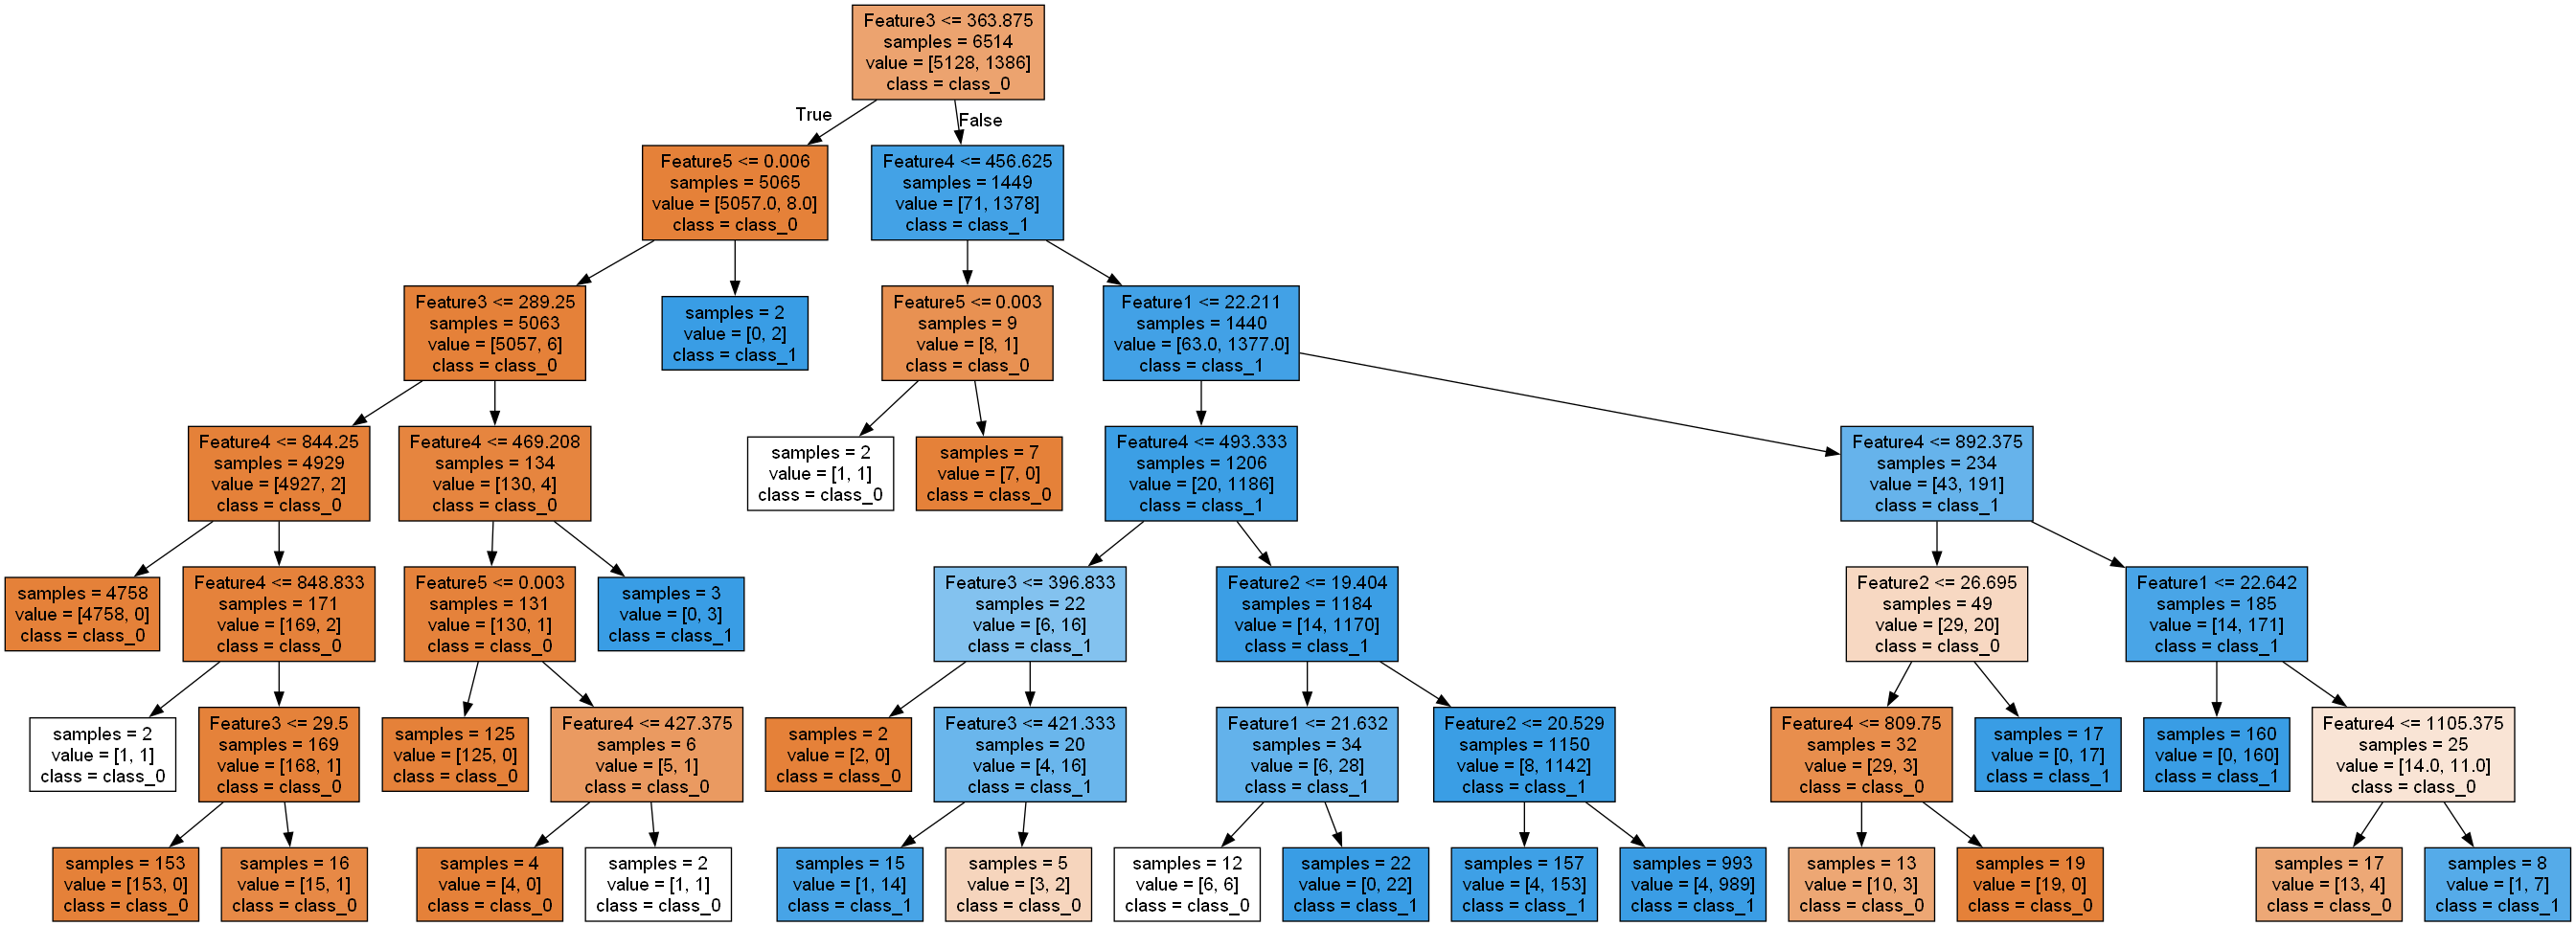 Feature3 <= 363.875
samples = 6514
value = [5128, 1386]
class = class_0
True
False
Feature5 <= 0.006
samples = 5065
value = [5057.0, 8.0]
class = class_0
Feature4 <= 456.625
samples = 1449
value = [71, 1378]
class = class_1
Feature3 <= 289.25
samples = 5063
value = [5057, 6]
class = class_0
samples = 2
value = [0, 2]
class = class_1
Feature5 <= 0.003
samples = 9
value = [8, 1]
class = class_0
Feature1 <= 22.211
samples = 1440
value = [63.0, 1377.0]
class = class_1
Feature4 <= 844.25
samples = 4929
value = [4927, 2]
class = class_0
Feature4 <= 469.208
samples = 134
value = [130, 4]
class = class_0
samples = 2
value = [1, 1]
class = class_0
samples = 7
value = [7, 0]
class = class_0
Feature4 <= 493.333
samples = 1206
value = [20, 1186]
class = class_1
Feature4 <= 892.375
samples = 234
value = [43, 191]
class = class_1
samples = 4758
value = [4758, 0]
class = class_0
Feature4 <= 848.833
samples = 171
value = [169, 2]
class = class_0
Feature5 <= 0.003
samples = 131
value = [130, 1]
class = class_0
samples = 3
value = [0, 3]
class = class_1
Feature3 <= 396.833
samples = 22
value = [6, 16]
class = class_1
Feature2 <= 19.404
samples = 1184
value = [14, 1170]
class = class_1
Feature2 <= 26.695
samples = 49
value = [29, 20]
class = class_0
Feature1 <= 22.642
samples = 185
value = [14, 171]
class = class_1
samples = 2
value = [1, 1]
class = class_0
Feature3 <= 29.5
samples = 169
value = [168, 1]
class = class_0
samples = 125
value = [125, 0]
class = class_0
Feature4 <= 427.375
samples = 6
value = [5, 1]
class = class_0
samples = 2
value = [2, 0]
class = class_0
Feature3 <= 421.333
samples = 20
value = [4, 16]
class = class_1
Feature1 <= 21.632
samples = 34
value = [6, 28]
class = class_1
Feature2 <= 20.529
samples = 1150
value = [8, 1142]
class = class_1
Feature4 <= 809.75
samples = 32
value = [29, 3]
class = class_0
samples = 17
value = [0, 17]
class = class_1
samples = 160
value = [0, 160]
class = class_1
Feature4 <= 1105.375
samples = 25
value = [14.0, 11.0]
class = class_0
samples = 153
value = [153, 0]
class = class_0
samples = 16
value = [15, 1]
class = class_0
samples = 4
value = [4, 0]
class = class_0
samples = 2
value = [1, 1]
class = class_0
samples = 15
value = [1, 14]
class = class_1
samples = 5
value = [3, 2]
class = class_0
samples = 12
value = [6, 6]
class = class_0
samples = 22
value = [0, 22]
class = class_1
samples = 157
value = [4, 153]
class = class_1
samples = 993
value = [4, 989]
class = class_1
samples = 13
value = [10, 3]
class = class_0
samples = 19
value = [19, 0]
class = class_0
samples = 17
value = [13, 4]
class = class_0
samples = 8
value = [1, 7]
class = class_1